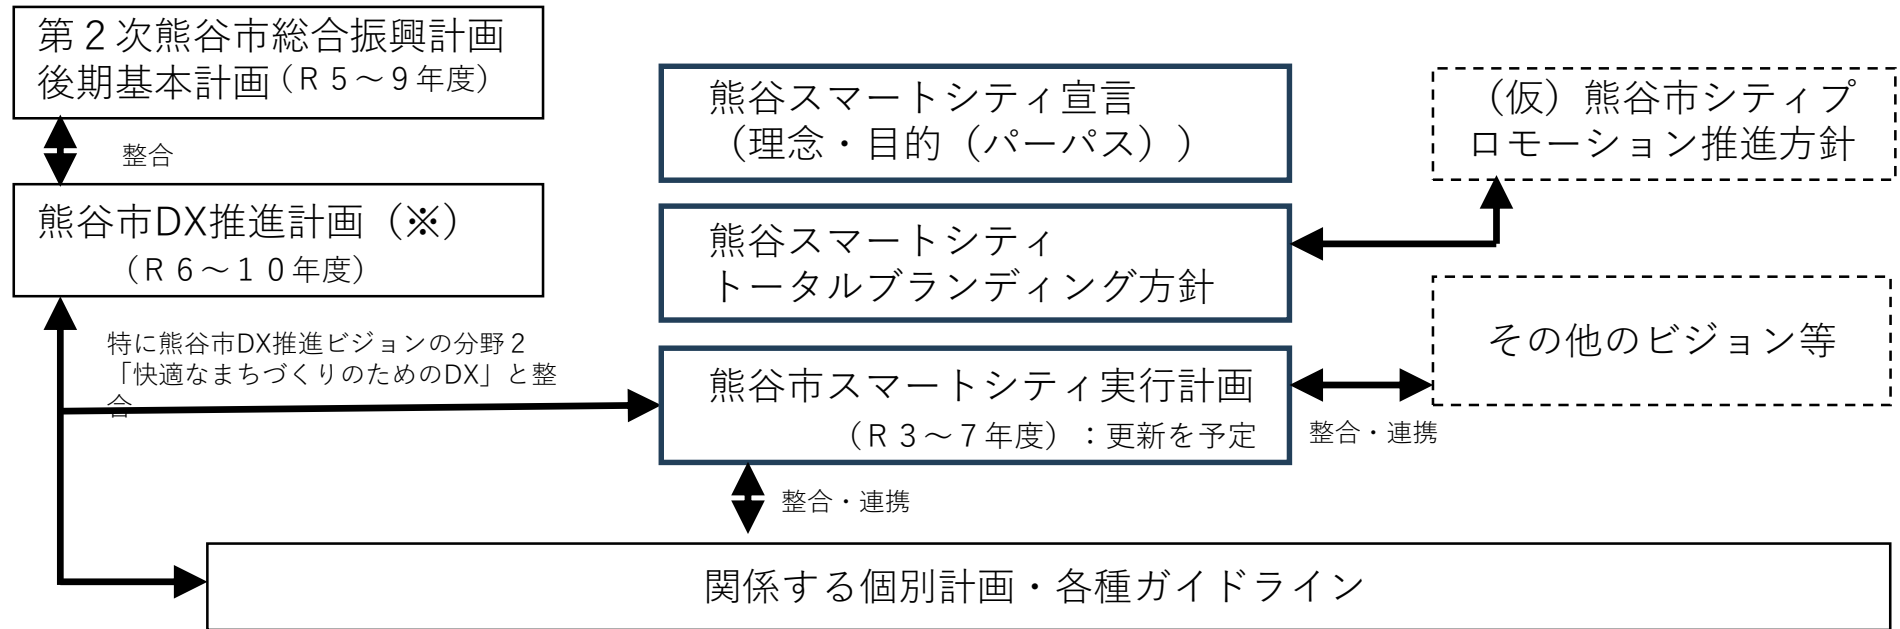 第２次熊谷市総合振興計画
後期基本計画（Ｒ５～９年度）
整合
熊谷市DX推進計画（※）
（Ｒ６～１０年度）
特に熊谷市DX推進ビジョンの分野２
「快適なまちづくりのためのDX」と整
合
熊谷スマートシティ宣言
（理念・目的（パーパス））
熊谷スマートシティ
トータルブランディング方針
熊谷市スマートシティ実行計画
（Ｒ３～７年度）：更新を予定
（仮）熊谷市シティプ
ロモーション推進方針
その他のビジョン等
整合・連携
整合・連携
関係する個別計画・各種ガイドライン